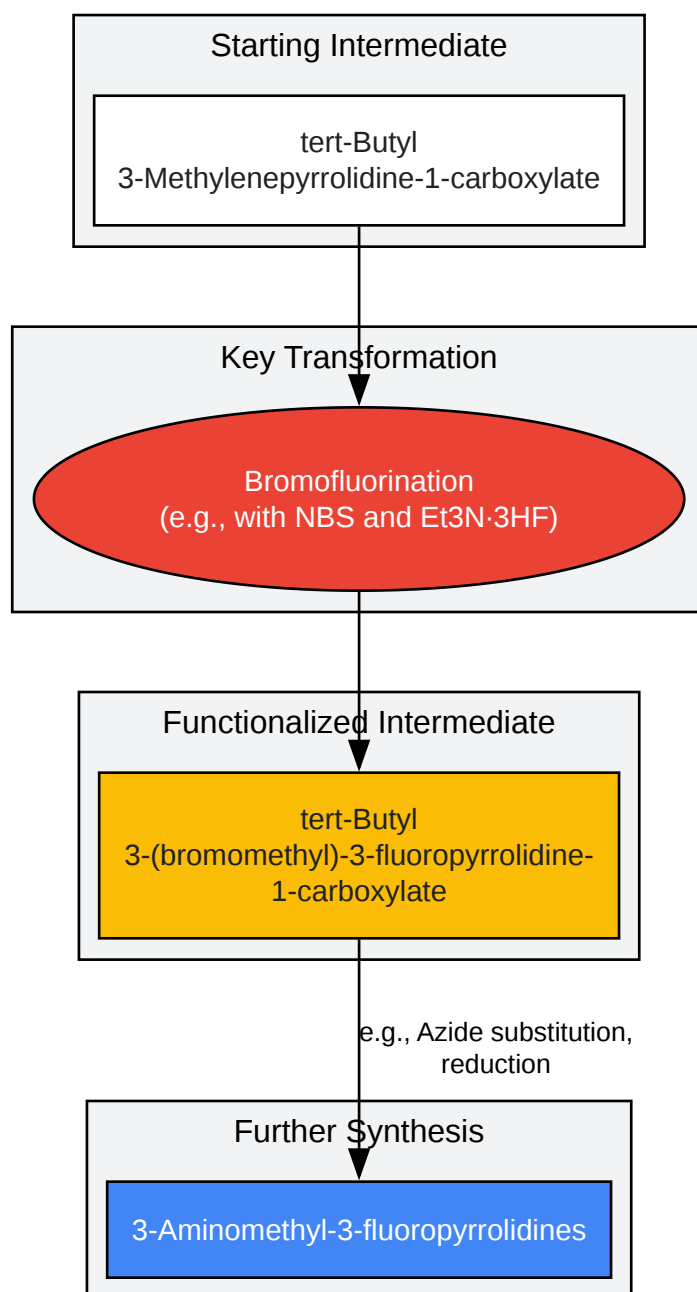 Starting Intermediate
tert-Butyl
3-Methylenepyrrolidine-1-carboxylate
Key Transformation
Bromofluorination
(e.g., with NBS and Et3N·3HF)
Functionalized Intermediate
tert-Butyl
3-(bromomethyl)-3-fluoropyrrolidine-
1-carboxylate
e.g., Azide substitution,
reduction
Further Synthesis
3-Aminomethyl-3-fluoropyrrolidines